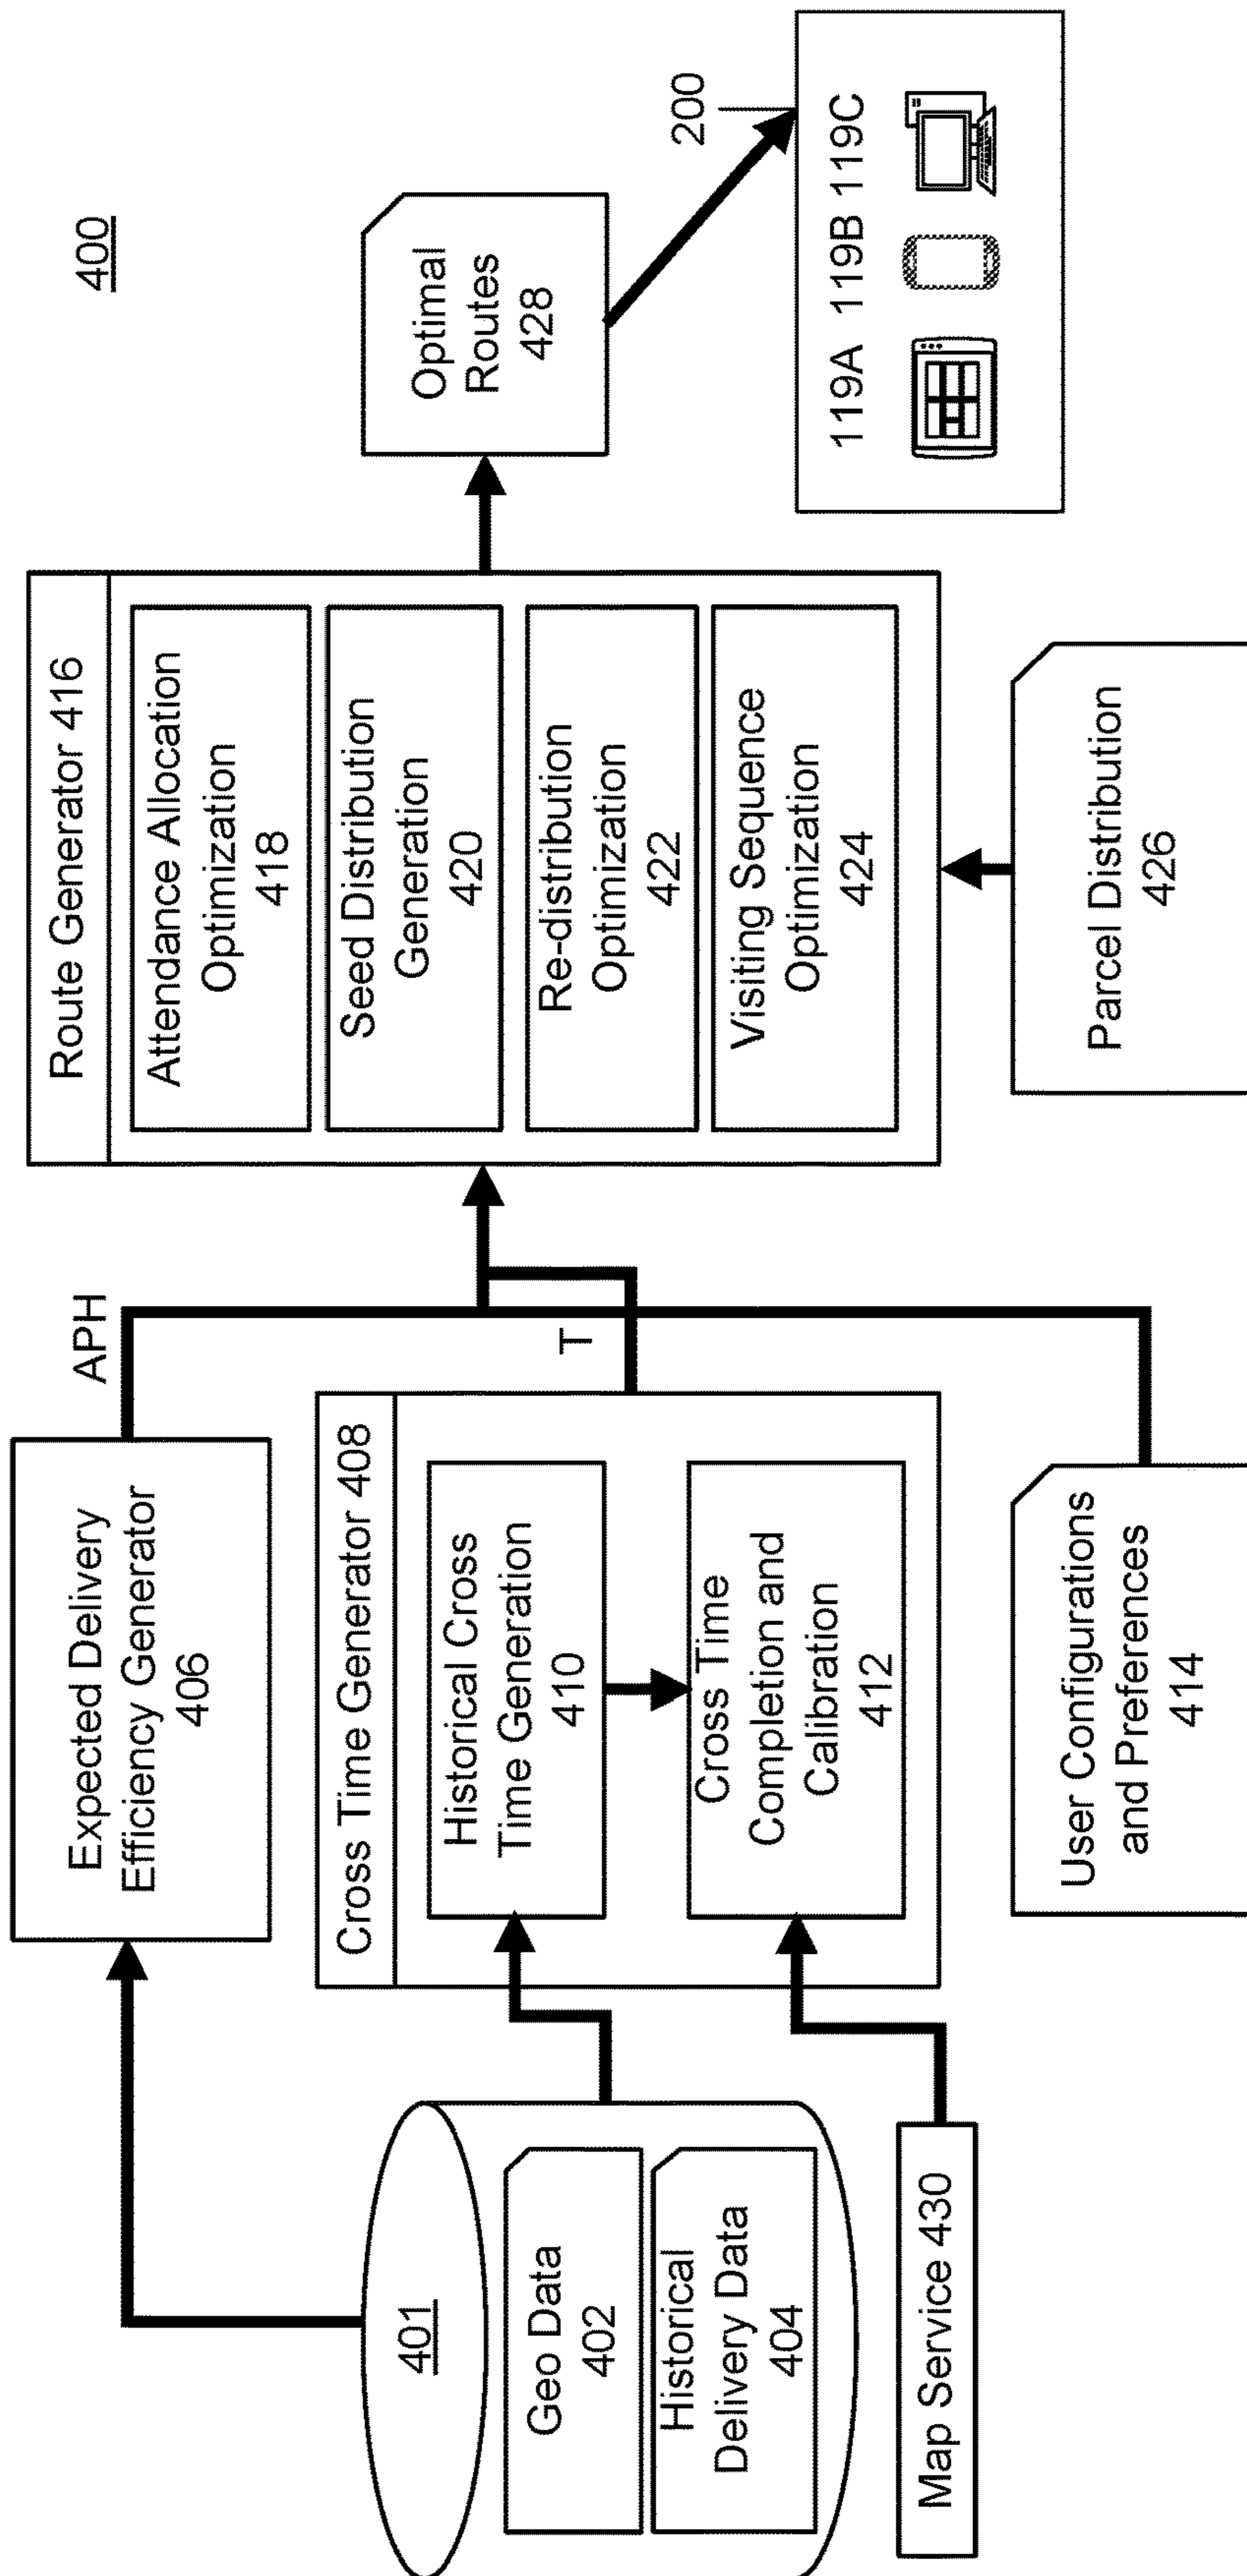 400
401
Geo Data
402
Historical
Delivery Data
404
Map Service 430
Expected Delivery
Efficiency Generator
406
APH
Cross Time Generator 408
Historical Cross
Time Generation
410
Cross Time
Completion and
Calibration
412
T
User Configurations
and Preferences
414
Route Generator 416
Attendance Allocation
Optimization
418
Seed Distribution
Generation
420
Re-distribution
Optimization
422
Visiting Sequence
Optimization
424
Parcel Distribution
426
Optimal
Routes
428
200
119A 119B 119C